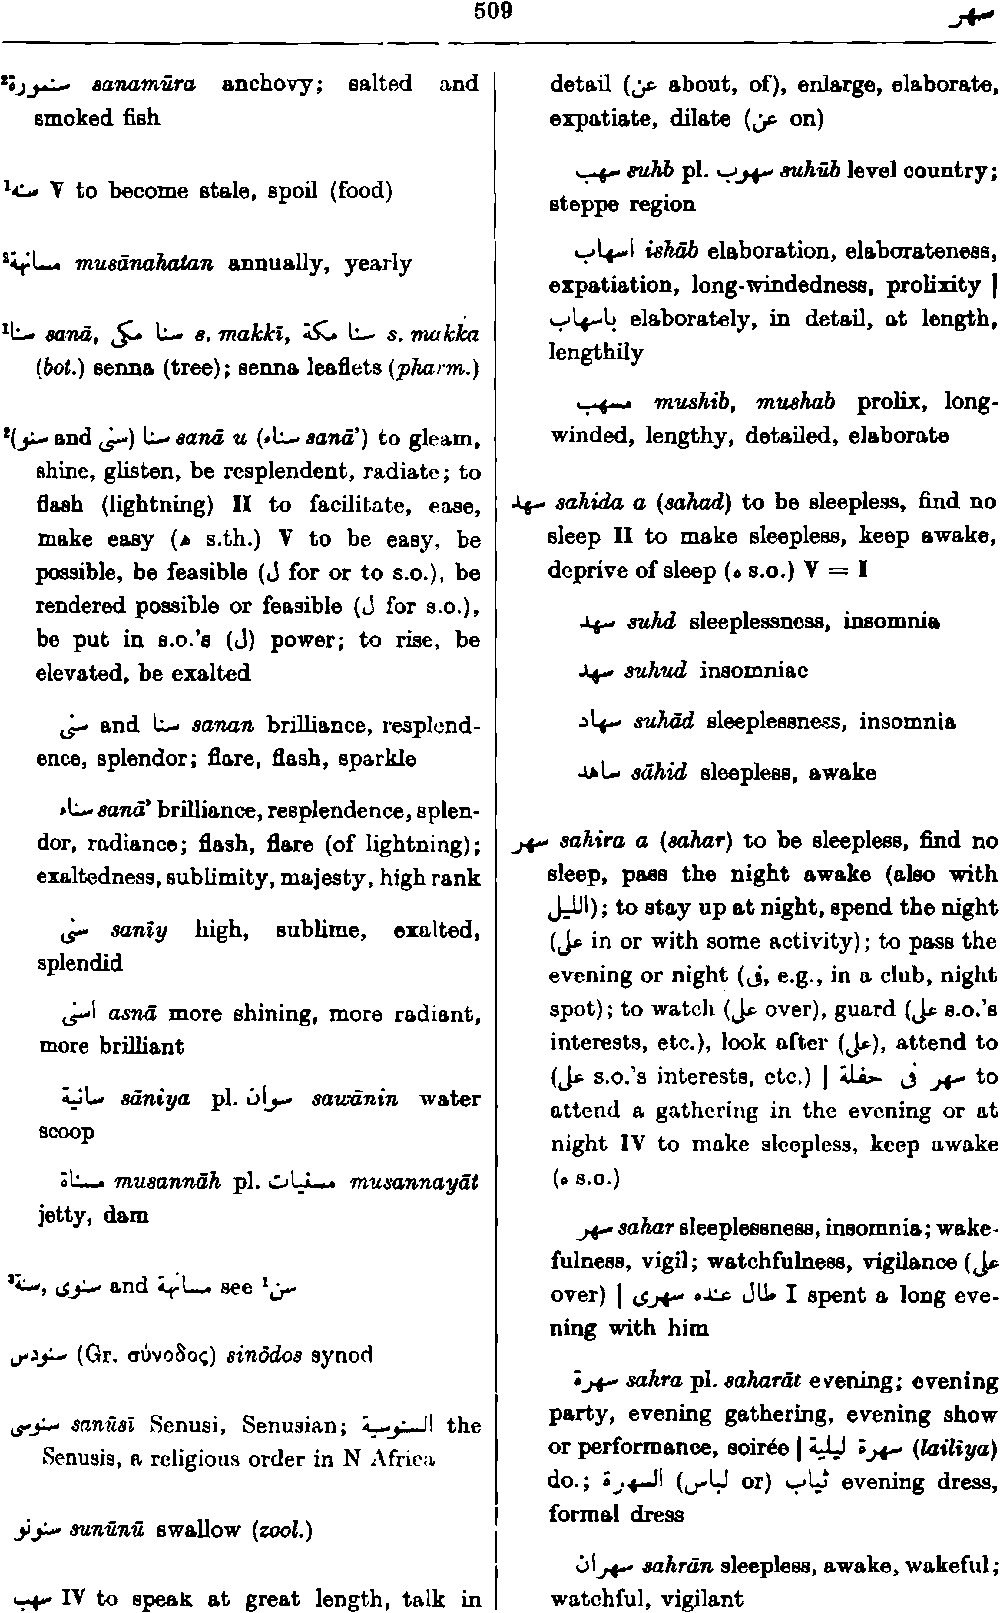 509
سهر
²سنمورة sanamūra anchovy; salted and
smoked fish
¹سنه V to become stale, spoil (food)
²مسانهة musānahatan annually, yearly
¹سنا sanā, سنا مكى s. makkī, سنا مكة s. makka
(bot.) senna (tree); senna leaflets (pharm.)
²(سنو and سنى) سنا sanā u (سناء sanā’) to gleam,
shine, glisten, be resplendent, radiate; to
flash (lightning) II to facilitate, ease,
make easy (ه s.th.) V to be easy, be
possible, be feasible (ل for or to s.o.), be
rendered possible or feasible (ل for s.o.),
be put in s.o.’s (ل) power; to rise, be
elevated, be exalted
سنى and سنا sanan brilliance, resplend-
ence, splendor; flare, flash, sparkle
سناء sanā’ brilliance, resplendence, splen-
dor, radiance; flash, flare (of lightning);
exaltedness, sublimity, majesty, high rank
سنى sanīy high, sublime, exalted,
splendid
اسنى asnā more shining, more radiant,
more brilliant
سانية sāniya pl. سوان sawānin water
scoop
مسناة musannāh pl. مسنيات musannayāt
jetty, dam
³سنة, سنوى and مسانهة see ¹سن
سنودس (Gr. σύνοδος) sinōdos synod
سنوسى sanūsī Senusi, Senusian; السنوسية the
Senusis, a religious order in N Africa
سنونو sunūnū swallow (zool.)
سهب IV to speak at great length, talk in
detail (عن about, of), enlarge, elaborate,
expatiate, dilate (عن on)
سهب suhb pl. سهوب suhūb level country;
steppe region
اسهاب ishāb elaboration, elaborateness,
expatiation, long-windedness, prolixity |
باسهاب elaborately, in detail, at length,
lengthily
مسهب mushib, mushab prolix, long-
winded, lengthy, detailed, elaborate
سهد sahida a (sahad) to be sleepless, find no
sleep II to make sleepless, keep awake,
deprive of sleep (ه s.o.) V = I
سهد suhd sleeplessness, insomnia
سهد suhud insomniac
سهاد suhād sleeplessness, insomnia
ساهد sāhid sleepless, awake
سهر sahira a (sahar) to be sleepless, find no
sleep, pass the night awake (also with
الليل); to stay up at night, spend the night
(على in or with some activity); to pass the
evening or night (فى, e.g., in a club, night
spot); to watch (على over), guard (على s.o.’s
interests, etc.), look after (على), attend to
(على s.o.’s interests, etc.) | سهر فى حفلة to
attend a gathering in the evening or at
night IV to make sleepless, keep awake
(ه s.o.)
سهر sahar sleeplessness, insomnia; wake-
fulness, vigil; watchfulness, vigilance (على
over) | طال عنده سهرى I spent a long eve-
ning with him
سهرة sahra pl. saharāt evening; evening
party, evening gathering, evening show
or performance, soirée | سهرة ليلية (lailīya)
do.; ثياب (or لباس) السهرة evening dress,
formal dress
سهران sahrān sleepless, awake, wakeful;
watchful, vigilant